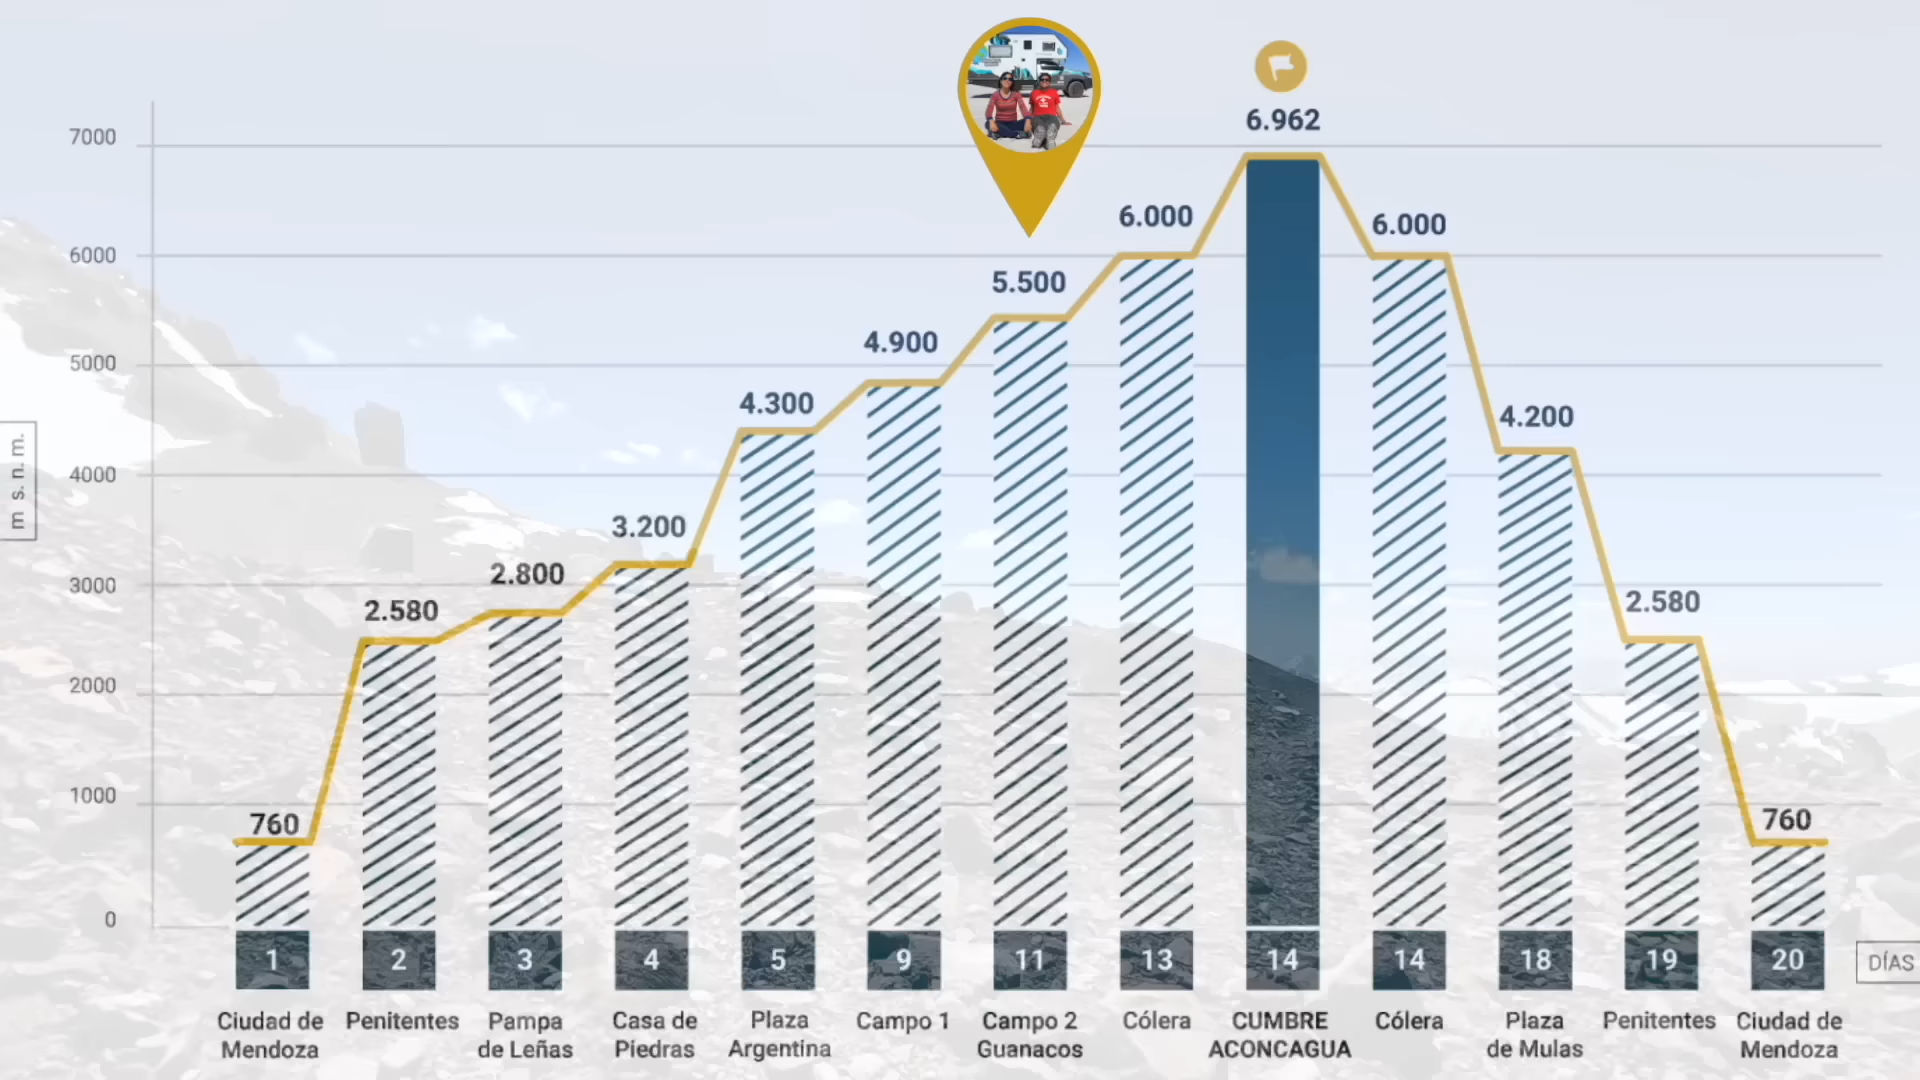 6.962
7000
6.000
6.000
6000
5.500
4.900
5000
4.300
4.200
m s. n. m.
4000
3.200
2.800
3000
2.580
2.580
2000
1000
760
760
0
1
2
3
4
5
9
11
13
14
14
18
19
20
DÍAS
Ciudad de
Mendoza
Penitentes
Pampa
de Leñas
Casa de
Piedras
Plaza
Argentina
Campo 1
Campo 2
Guanacos
Cólera
CUMBRE
ACONCAGUA
Cólera
Plaza
de Mulas
Penitentes
Ciudad de
Mendoza